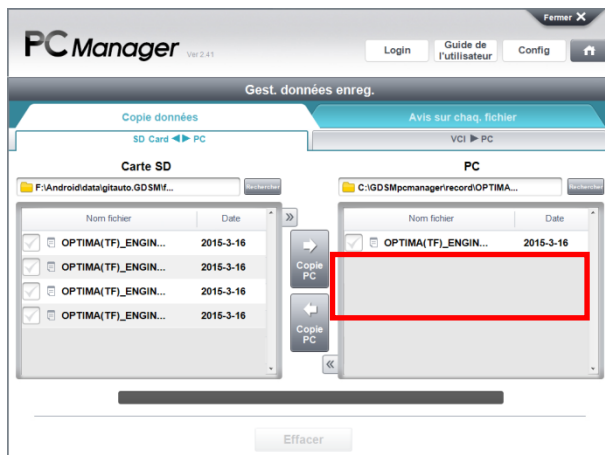 Fermer X
PC Manager Ver 2.41
Login
Guide de
l'utilisateur
Config
Gest. données enreg.
Copie données
Avis sur chaq. fichier
SD Card ◀▶ PC
VCI ▶ PC
Carte SD
PC
F:\Android\data\gitauto.GDSM\f...
Rechercher
C:\GDSMpcmanager\record\OPTIMA...
Rechercher
Nom fichier
Date
OPTIMA(TF)_ENGIN...
2015-3-16
OPTIMA(TF)_ENGIN...
2015-3-16
OPTIMA(TF)_ENGIN...
2015-3-16
OPTIMA(TF)_ENGIN...
2015-3-16
Copie
PC
Copie
PC
Nom fichier
Date
OPTIMA(TF)_ENGIN...
2015-3-16
Effacer